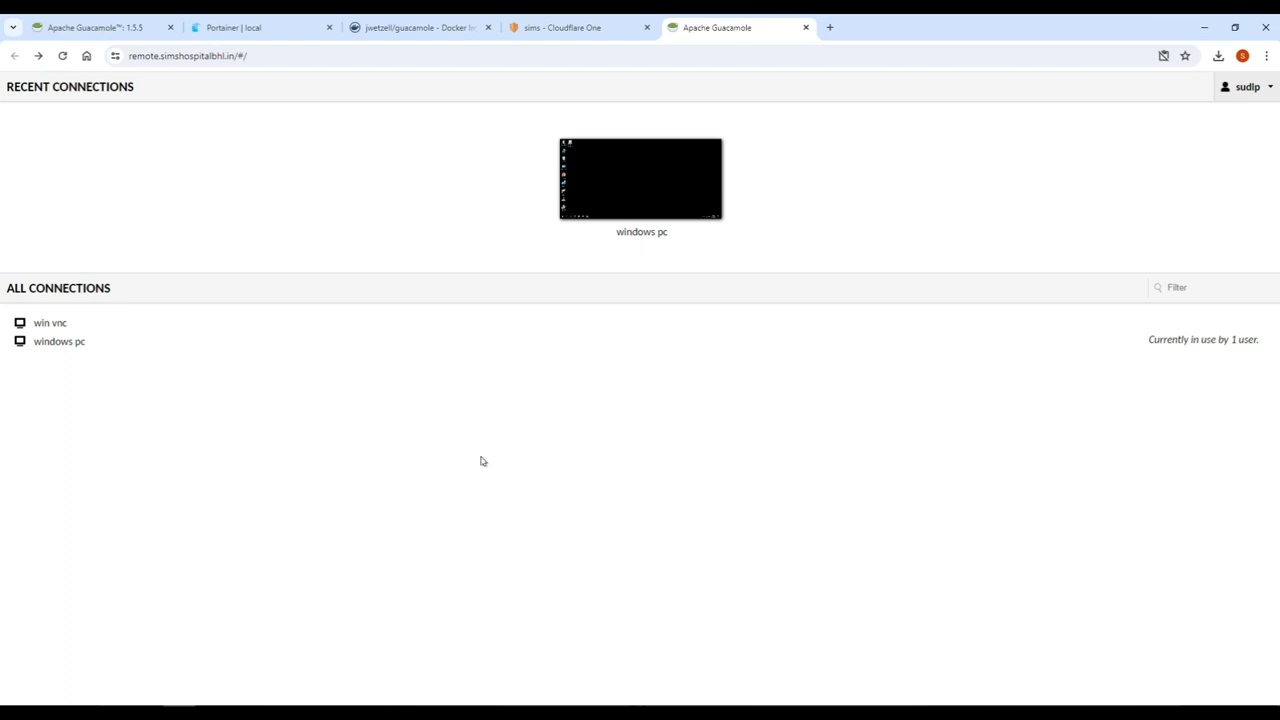 Apache Guacamole™: 1.5.5
Portainer | local
jwetzell/guacamole - Docker Im
sims - Cloudflare One
Apache Guacamole
remote.simshospitalbhl.in/#/
S
RECENT CONNECTIONS
sudip
windows pc
ALL CONNECTIONS
Filter
win vnc
windows pc
Currently in use by 1 user.